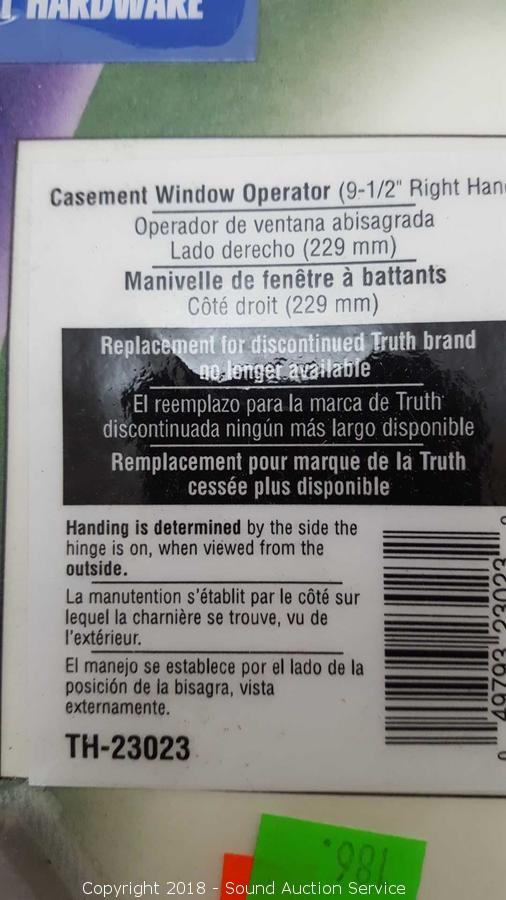 HARDWARE
Casement Window Operator (9-1/2" Right Han
Operador de ventana abisagrada
Lado derecho (229 mm)
Manivelle de fenêtre à battants
Côté droit (229 mm)
Replacement for discontinued Truth brand
no longer available
El reemplazo para la marca de Truth
discontinuada ningún más largo disponible
Remplacement pour marque de la Truth
cessée plus disponible
Handing is determined by the side the
hinge is on, when viewed from the
outside.
La manutention s'établit par le côté sur
lequel la charnière se trouve, vu de
l'extérieur.
El manejo se establece por el lado de la
posición de la bisagra, vista
externamente.
TH-23023
0 49793 23023
186.
Copyright 2018 - Sound Auction Service